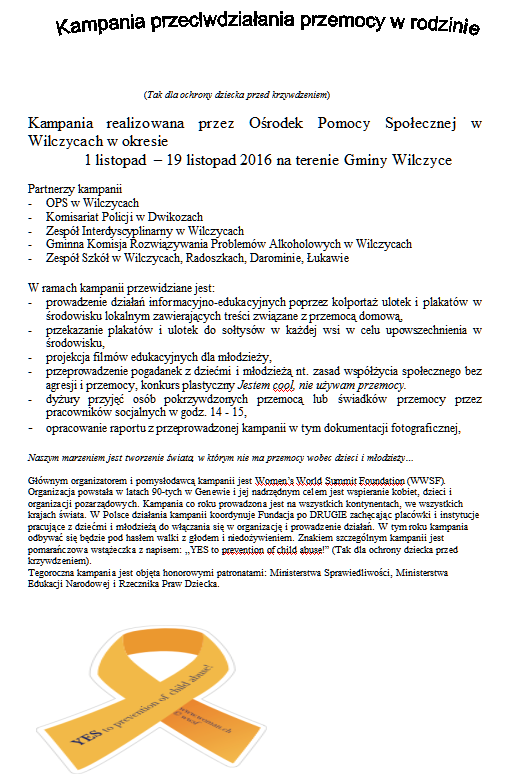 Kampania przeciwdziałania przemocy w rodzinie
(Tak dla ochrony dziecka przed krzywdzeniem)
Kampania realizowana przez Ośrodek Pomocy Społecznej w
Wilczycach w okresie
1 listopad – 19 listopad 2016 na terenie Gminy Wilczyce
Partnerzy kampanii
- OPS w Wilczycach
- Komisariat Policji w Dwikozach
- Zespół Interdyscyplinarny w Wilczycach
- Gminna Komisja Rozwiązywania Problemów Alkoholowych w Wilczycach
- Zespół Szkół w Wilczycach, Radoszkach, Darominie, Łukawie
W ramach kampanii przewidziane jest:
- prowadzenie działań informacyjno-edukacyjnych poprzez kolportaż ulotek i plakatów w
środowisku lokalnym zawierających treści związane z przemocą domową,
- przekazanie plakatów i ulotek do sołtysów w każdej wsi w celu upowszechnienia w
środowisku,
- projekcja filmów edukacyjnych dla młodzieży,
- przeprowadzenie pogadanek z dziećmi i młodzieżą nt. zasad współżycia społecznego bez
agresji i przemocy, konkurs plastyczny Jestem cool, nie używam przemocy.
- dyżury przyjęć osób pokrzywdzonych przemocą lub świadków przemocy przez
pracowników socjalnych w godz. 14 - 15,
- opracowanie raportu z przeprowadzonej kampanii w tym dokumentacji fotograficznej,
Naszym marzeniem jest tworzenie świata, w którym nie ma przemocy wobec dzieci i młodzieży…
Głównym organizatorem i pomysłodawcą kampanii jest Women's World Summit Foundation (WWSF).
Organizacja powstała w latach 90-tych w Genewie i jej nadrzędnym celem jest wspieranie kobiet, dzieci i
organizacji pozarządowych. Kampania co roku prowadzona jest na wszystkich kontynentach, we wszystkich
krajach świata. W Polsce działania kampanii koordynuje Fundacja po DRUGIE zachęcając placówki i instytucje
pracujące z dziećmi i młodzieżą do włączania się w organizację i prowadzenie działań. W tym roku kampania
odbywać się będzie pod hasłem walki z głodem i niedożywieniem. Znakiem szczególnym kampanii jest
pomarańczowa wstążeczka z napisem: ,,YES to prevention of child abuse!” (Tak dla ochrony dziecka przed
krzywdzeniem).
Tegoroczna kampania jest objęta honorowymi patronatami: Ministerstwa Sprawiedliwości, Ministerstwa
Edukacji Narodowej i Rzecznika Praw Dziecka.
YES to prevention of child abuse!